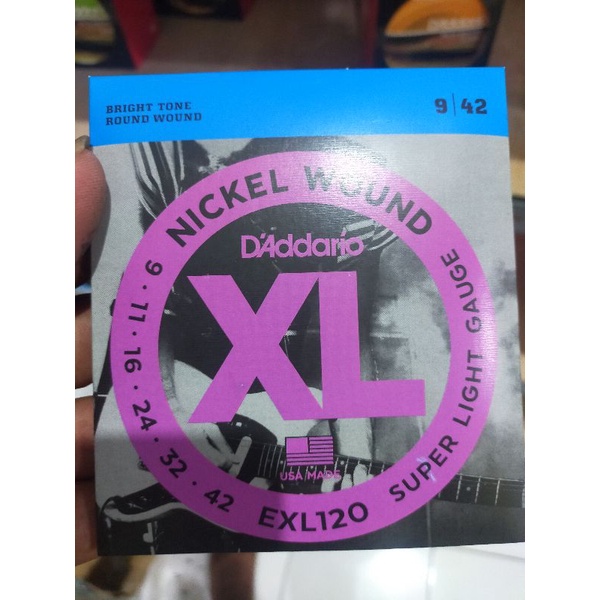 BRIGHT TONE
ROUND WOUND
9|42
NICKEL WOUND
D'Addario
XL
9 · 11 · 16 · 24 · 32 · 42
USA MADE
EXL120
SUPER LIGHT GAUGE